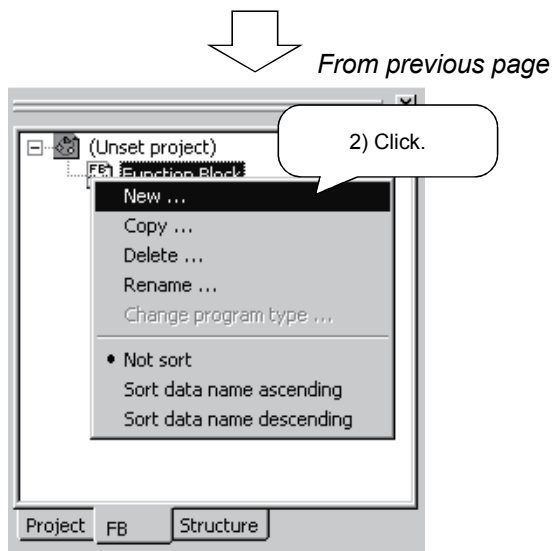 From previous page
2) Click.
(Unset project)
FB Function Block
New ...
Copy ...
Delete ...
Rename ...
Change program type ...
• Not sort
Sort data name ascending
Sort data name descending
Project FB Structure